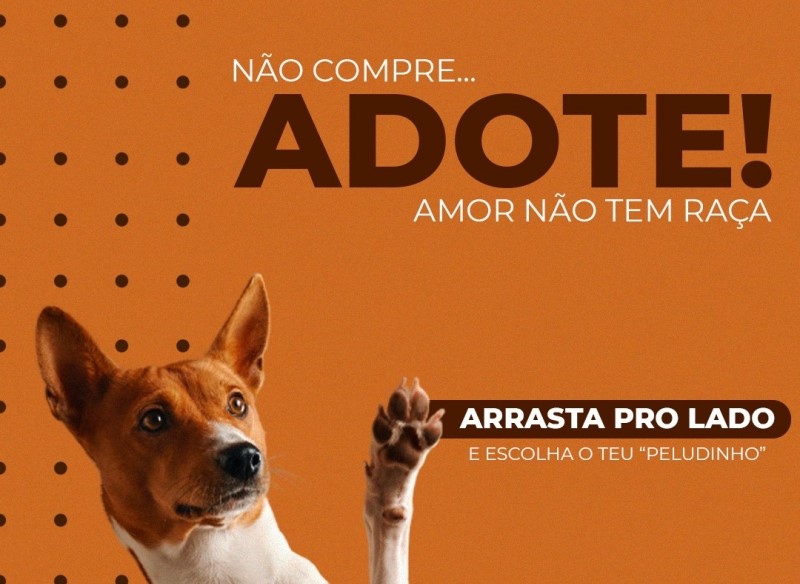 NÃO COMPRE...
ADOTE!
AMOR NÃO TEM RAÇA
ARRASTA PRO LADO
E ESCOLHA O TEU “PELUDINHO”